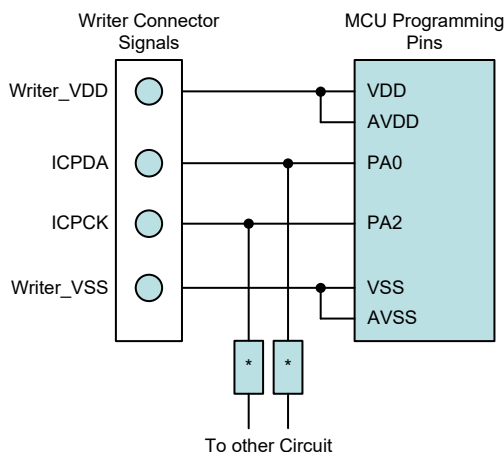 Writer Connector
Signals
MCU Programming
Pins
Writer_VDD
VDD
AVDD
ICPDA
PA0
ICPCK
PA2
Writer_VSS
VSS
AVSS
*
*
To other Circuit